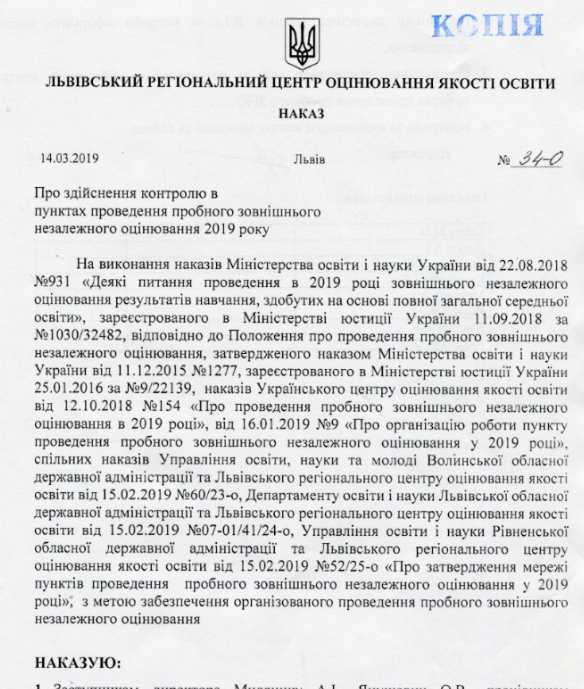 КОПІЯ
ЛЬВІВСЬКИЙ РЕГІОНАЛЬНИЙ ЦЕНТР ОЦІНЮВАННЯ ЯКОСТІ ОСВІТИ
НАКАЗ
14.03.2019 Львів № 34-О
Про здійснення контролю в
пунктах проведення пробного зовнішнього
незалежного оцінювання 2019 року
На виконання наказів Міністерства освіти і науки України від 22.08.2018
№931 «Деякі питання проведення в 2019 році зовнішнього незалежного
оцінювання результатів навчання, здобутих на основі повної загальної середньої
освіти», зареєстрованого в Міністерстві юстиції України 11.09.2018 за
№1030/32482, відповідно до Положення про проведення пробного зовнішнього
незалежного оцінювання, затвердженого наказом Міністерства освіти і науки
України від 11.12.2015 №1277, зареєстрованого в Міністерстві юстиції України
25.01.2016 за №9/22139, наказів Українського центру оцінювання якості освіти
від 12.10.2018 №154 «Про проведення пробного зовнішнього незалежного
оцінювання в 2019 році», від 16.01.2019 №9 «Про організацію роботи пункту
проведення пробного зовнішнього незалежного оцінювання у 2019 році»,
спільних наказів Управління освіти, науки та молоді Волинської обласної
державної адміністрації та Львівського регіонального центру оцінювання якості
освіти від 15.02.2019 №60/23-о, Департаменту освіти і науки Львівської обласної
державної адміністрації та Львівського регіонального центру оцінювання якості
освіти від 15.02.2019 №07-01/41/24-о, Управління освіти і науки Рівненської
обласної державної адміністрації та Львівського регіонального центру
оцінювання якості освіти від 15.02.2019 №52/25-о «Про затвердження мережі
пунктів проведення пробного зовнішнього незалежного оцінювання у 2019
році», з метою забезпечення організованого проведення пробного зовнішнього
незалежного оцінювання
НАКАЗУЮ: